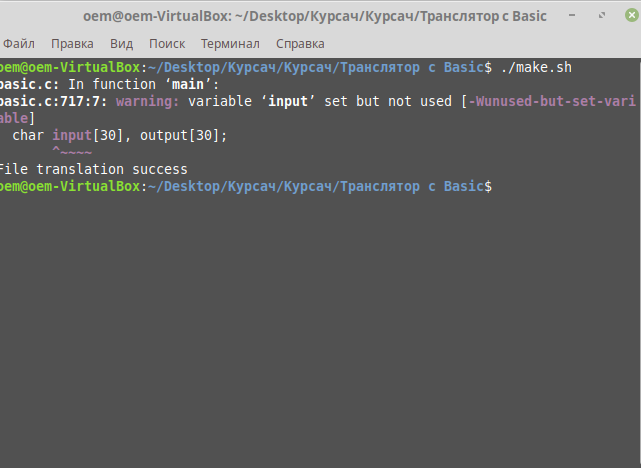 oem@oem-VirtualBox: ~/Desktop/Курсач/Курсач/Транслятор с Basic
Файл Правка Вид Поиск Терминал Справка
oem@oem-VirtualBox:~/Desktop/Курсач/Курсач/Транслятор с Basic$ ./make.sh
basic.c: In function ‘main’:
basic.c:717:7: warning: variable ‘input’ set but not used [-Wunused-but-set-vari
able]
char input[30], output[30];
^~~~~
File translation success
oem@oem-VirtualBox:~/Desktop/Курсач/Курсач/Транслятор с Basic$